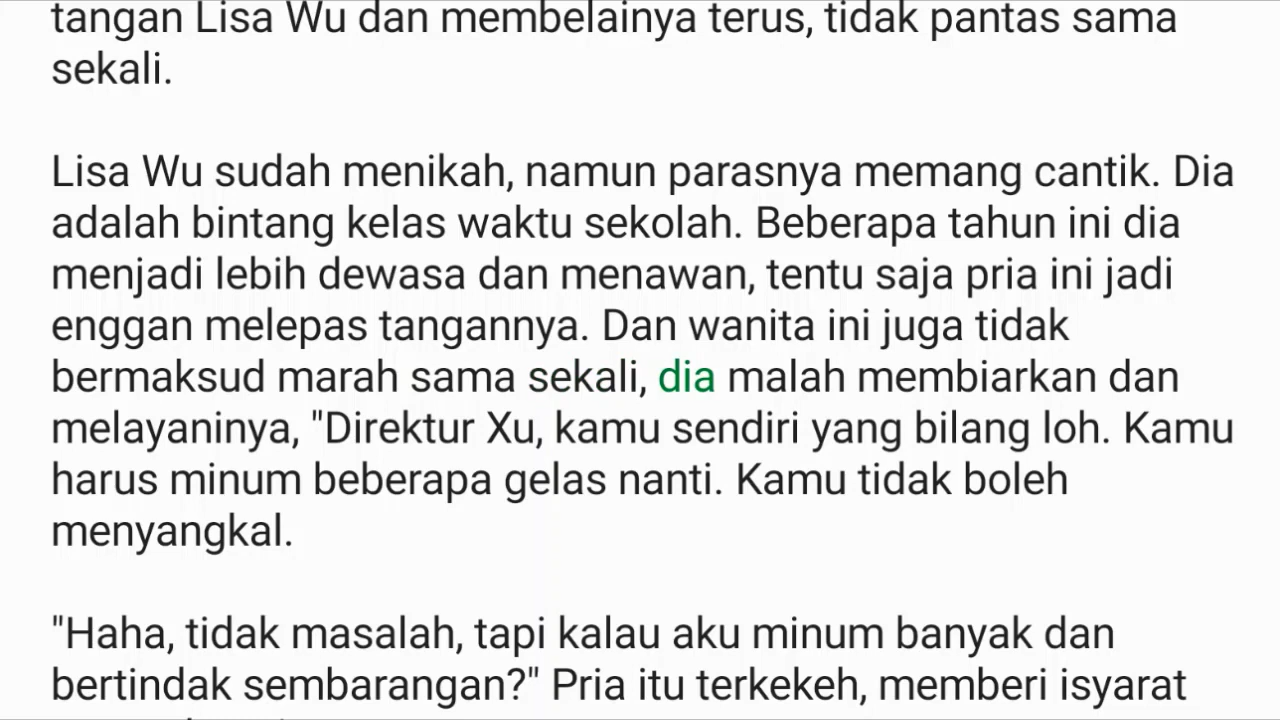 tangan Lisa Wu dan membelainya terus, tidak pantas sama
sekali.
Lisa Wu sudah menikah, namun parasnya memang cantik. Dia
adalah bintang kelas waktu sekolah. Beberapa tahun ini dia
menjadi lebih dewasa dan menawan, tentu saja pria ini jadi
enggan melepas tangannya. Dan wanita ini juga tidak
bermaksud marah sama sekali, dia malah membiarkan dan
melayaninya, "Direktur Xu, kamu sendiri yang bilang loh. Kamu
harus minum beberapa gelas nanti. Kamu tidak boleh
menyangkal.
"Haha, tidak masalah, tapi kalau aku minum banyak dan
bertindak sembarangan?" Pria itu terkekeh, memberi isyarat